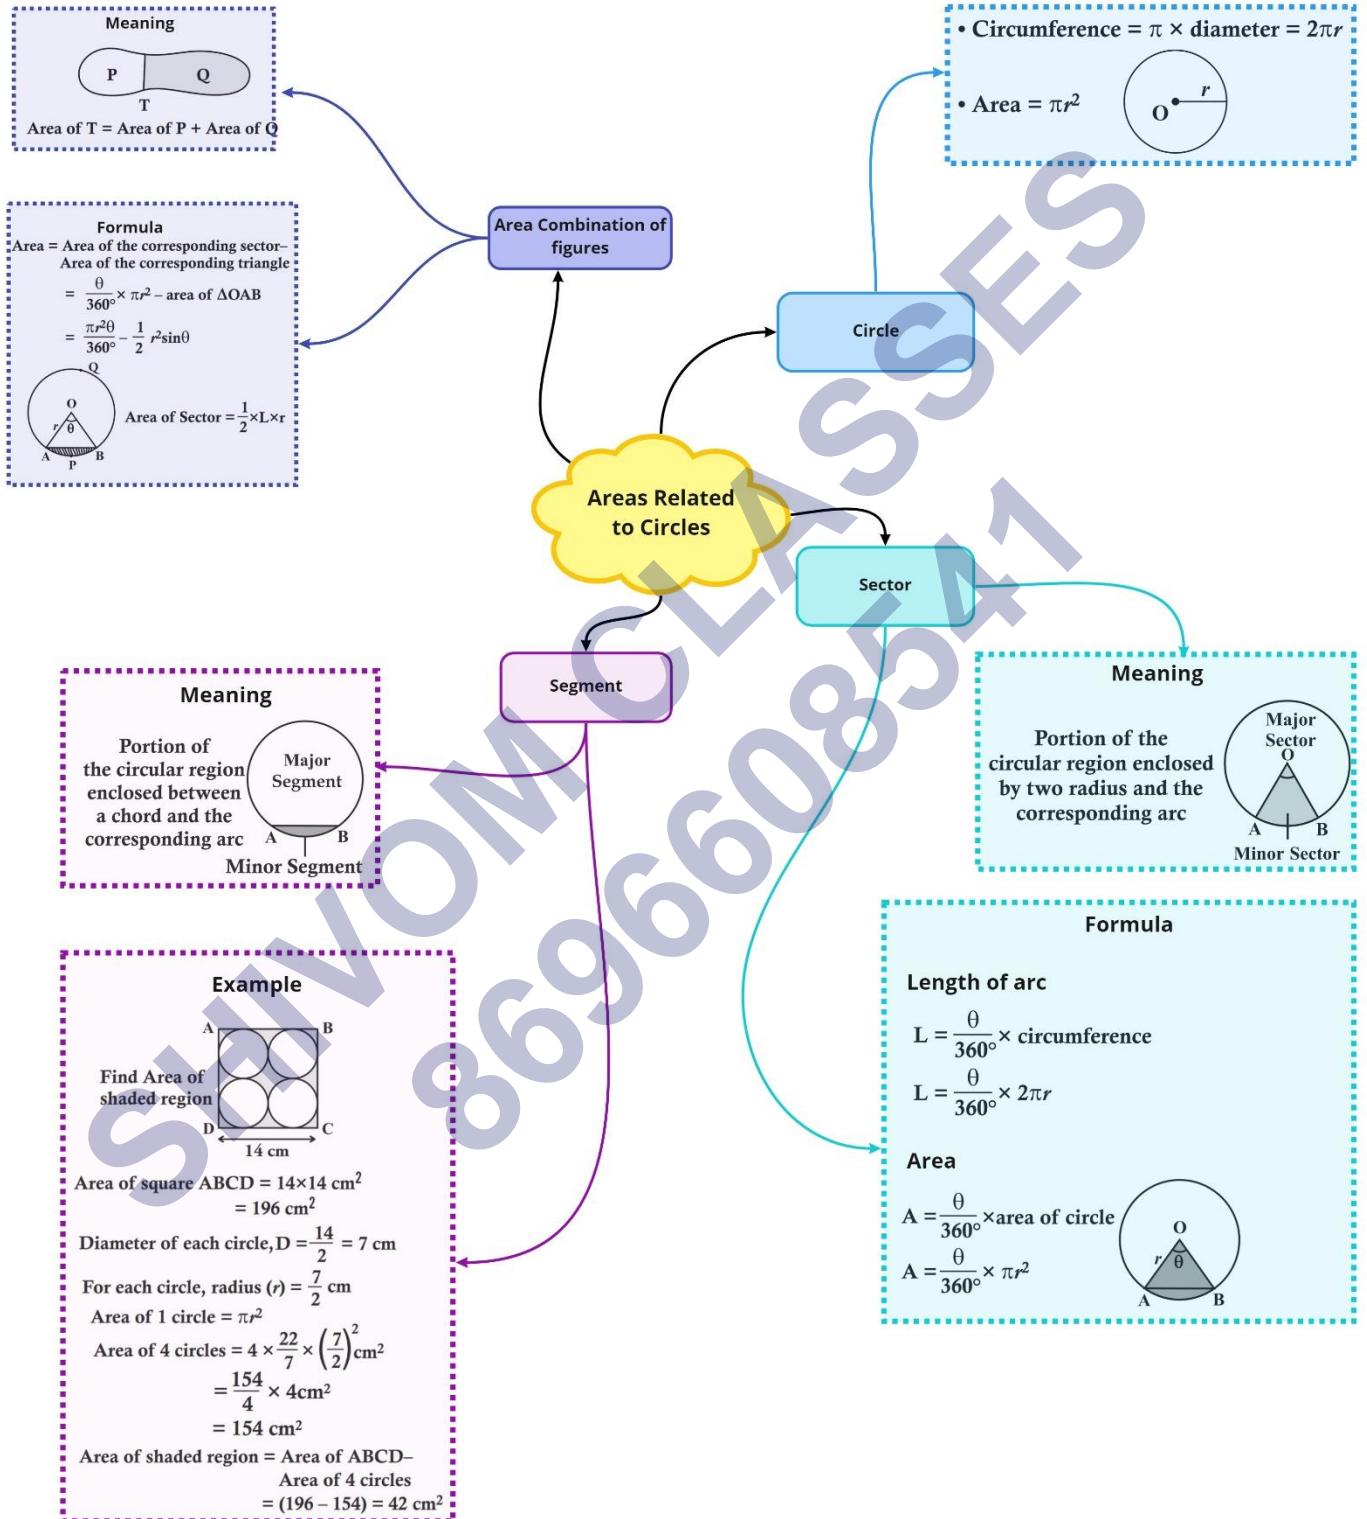 Meaning
P
Q
T
Area of T = Area of P + Area of Q
• Circumference = π × diameter = 2πr
• Area = πr²
r
O
Formula
Area = Area of the corresponding sector–
Area of the corresponding triangle
= θ/360° × πr² – area of ΔOAB
= πr²θ/360° – 1/2 r²sinθ
Q
O
r
θ
A
B
P
Area of Sector = 1/2 ×L×r
Area Combination of
figures
Circle
Areas Related
to Circles
Sector
Segment
Meaning
Portion of
the circular region
enclosed between
a chord and the
corresponding arc
Major
Segment
A
B
Minor Segment
Meaning
Portion of the
circular region enclosed
by two radius and the
corresponding arc
Major
Sector
O
A
B
Minor Sector
Formula
Length of arc
L = θ/360° × circumference
L = θ/360° × 2πr
Area
A = θ/360° ×area of circle
A = θ/360° × πr²
O
r
θ
A
B
Example
A
B
Find Area of
shaded region
D
C
14 cm
Area of square ABCD = 14×14 cm²
= 196 cm²
Diameter of each circle, D = 14/2 = 7 cm
For each circle, radius (r) = 7/2 cm
Area of 1 circle = πr²
Area of 4 circles = 4 × 22/7 × (7/2)² cm²
= 154/4 × 4cm²
= 154 cm²
Area of shaded region = Area of ABCD–
Area of 4 circles
= (196 – 154) = 42 cm²
SHIVOM CLASSES
8696608541